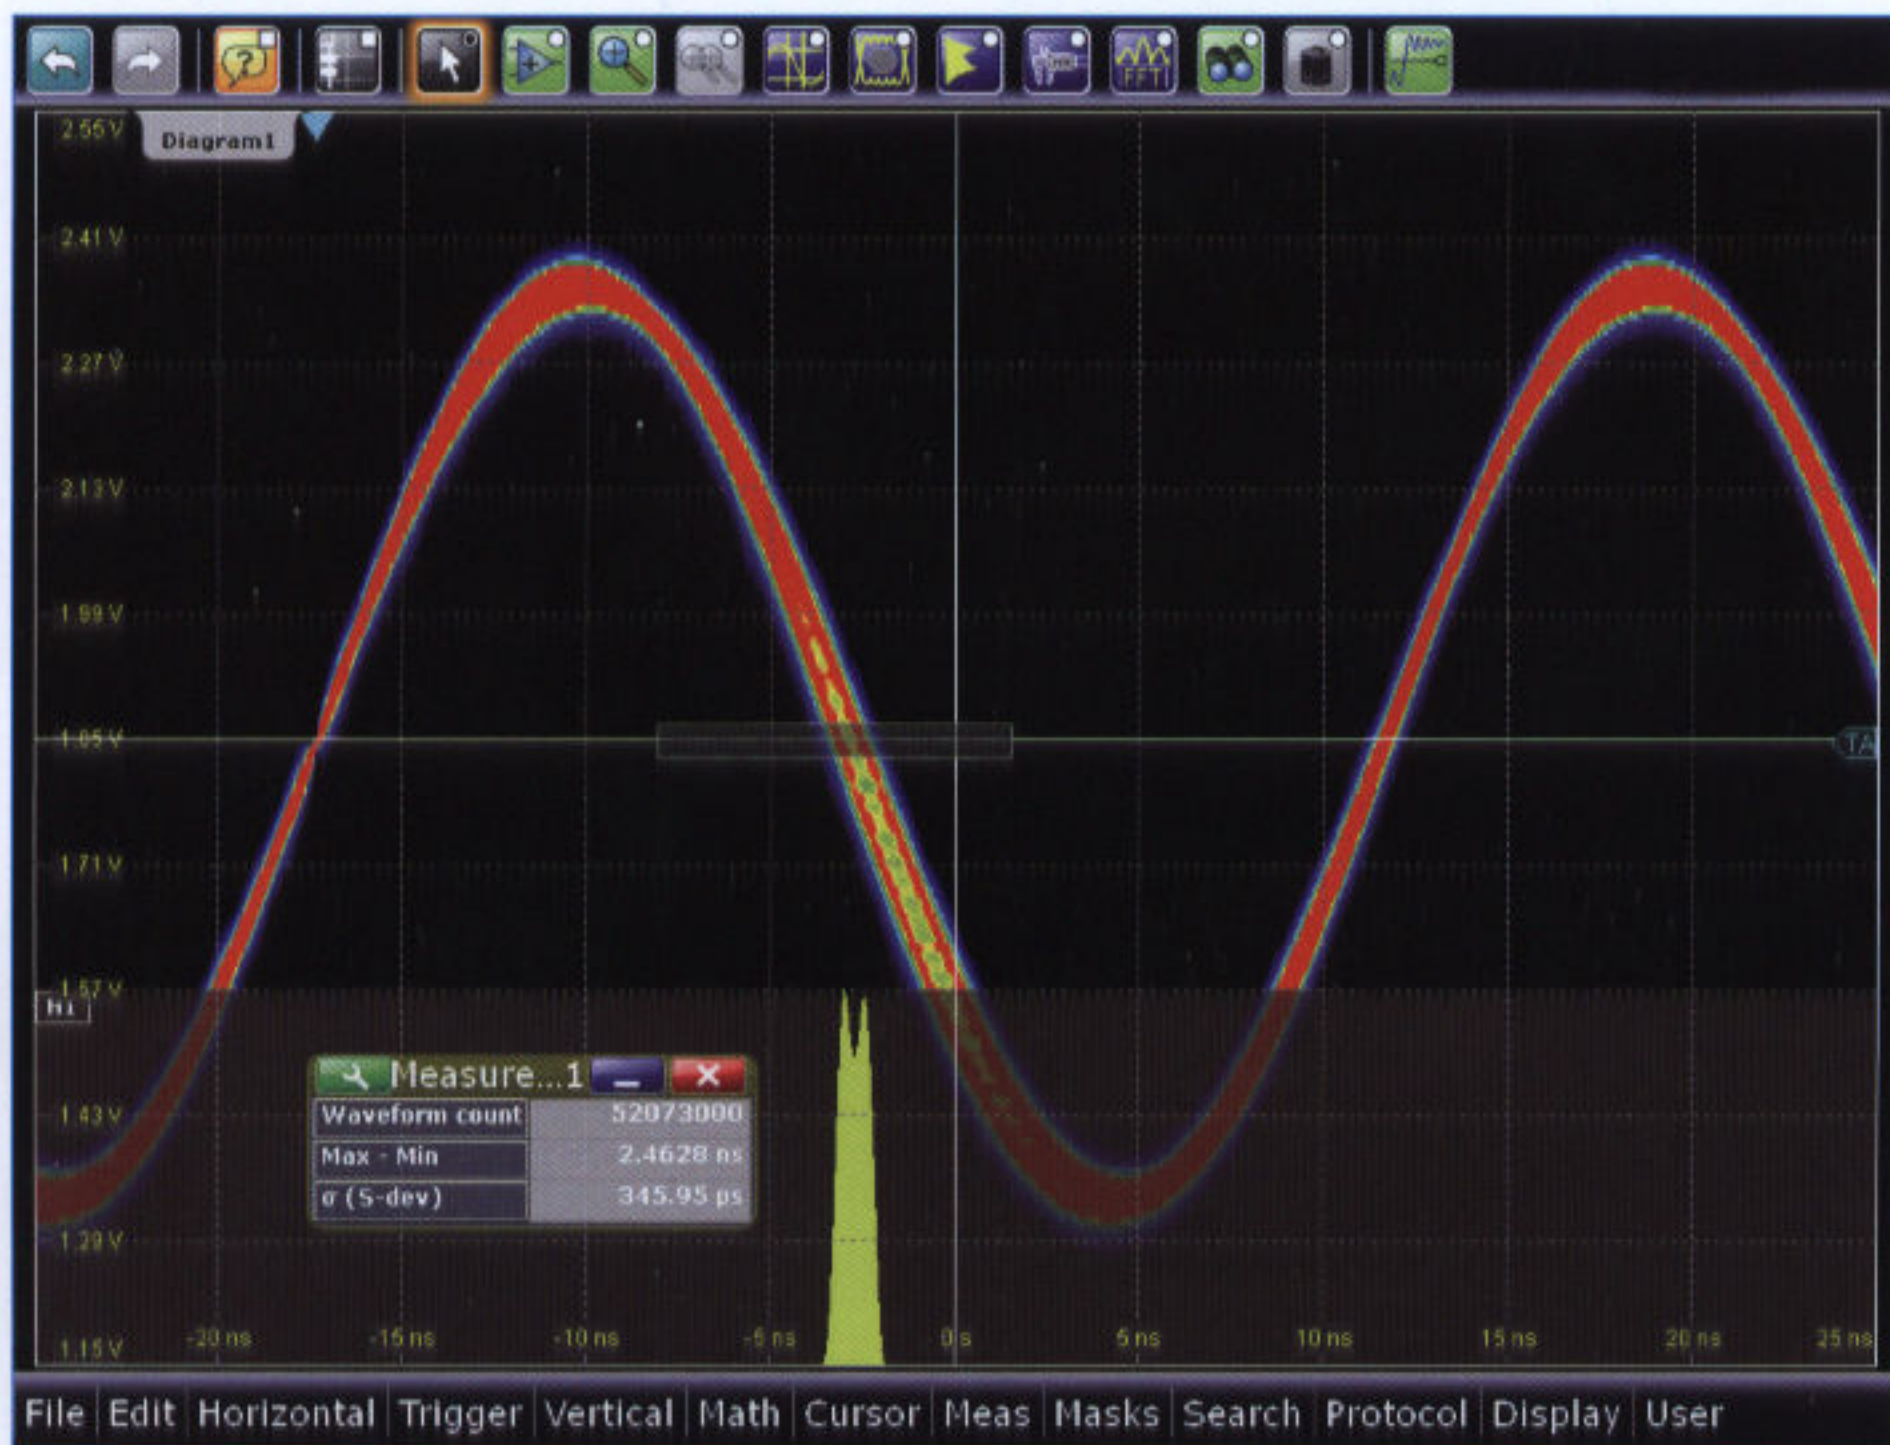 FFT
2.55 V
Diagram1
2.41 V
2.27 V
2.13 V
1.99 V
1.85 V
TA
1.71 V
1.57 V
H1
Measure...1
Waveform count 52073000
Max - Min 2.4628 ns
σ (S-dev) 345.95 ps
1.43 V
1.29 V
1.15 V
-20 ns -15 ns -10 ns -5 ns 0 s 5 ns 10 ns 15 ns 20 ns 25 ns
File Edit Horizontal Trigger Vertical Math Cursor Meas Masks Search Protocol Display User